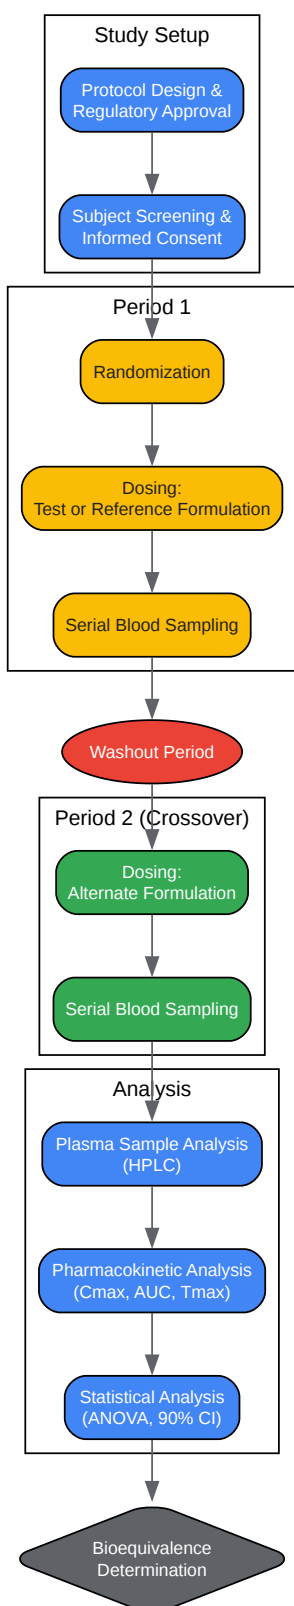 Study Setup
Protocol Design &
Regulatory Approval
Subject Screening &
Informed Consent
Period 1
Randomization
Dosing:
Test or Reference Formulation
Serial Blood Sampling
Washout Period
Period 2 (Crossover)
Dosing:
Alternate Formulation
Serial Blood Sampling
Analysis
Plasma Sample Analysis
(HPLC)
Pharmacokinetic Analysis
(Cmax, AUC, Tmax)
Statistical Analysis
(ANOVA, 90% CI)
Bioequivalence
Determination